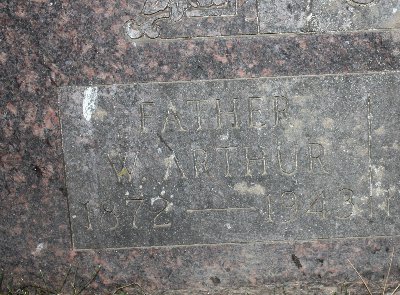 FATHER
W. ARTHUR
1872 — 1943